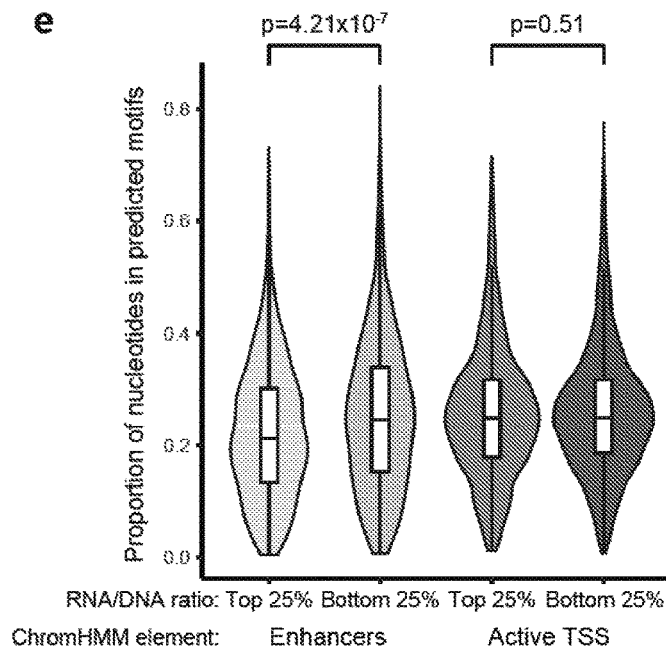 e
p=4.21x10⁻⁷ p=0.51
Proportion of nucleotides in predicted motifs
0.8
0.6
0.4
0.2
0.0
RNA/DNA ratio: Top 25% Bottom 25% Top 25% Bottom 25%
ChromHMM element: Enhancers Active TSS